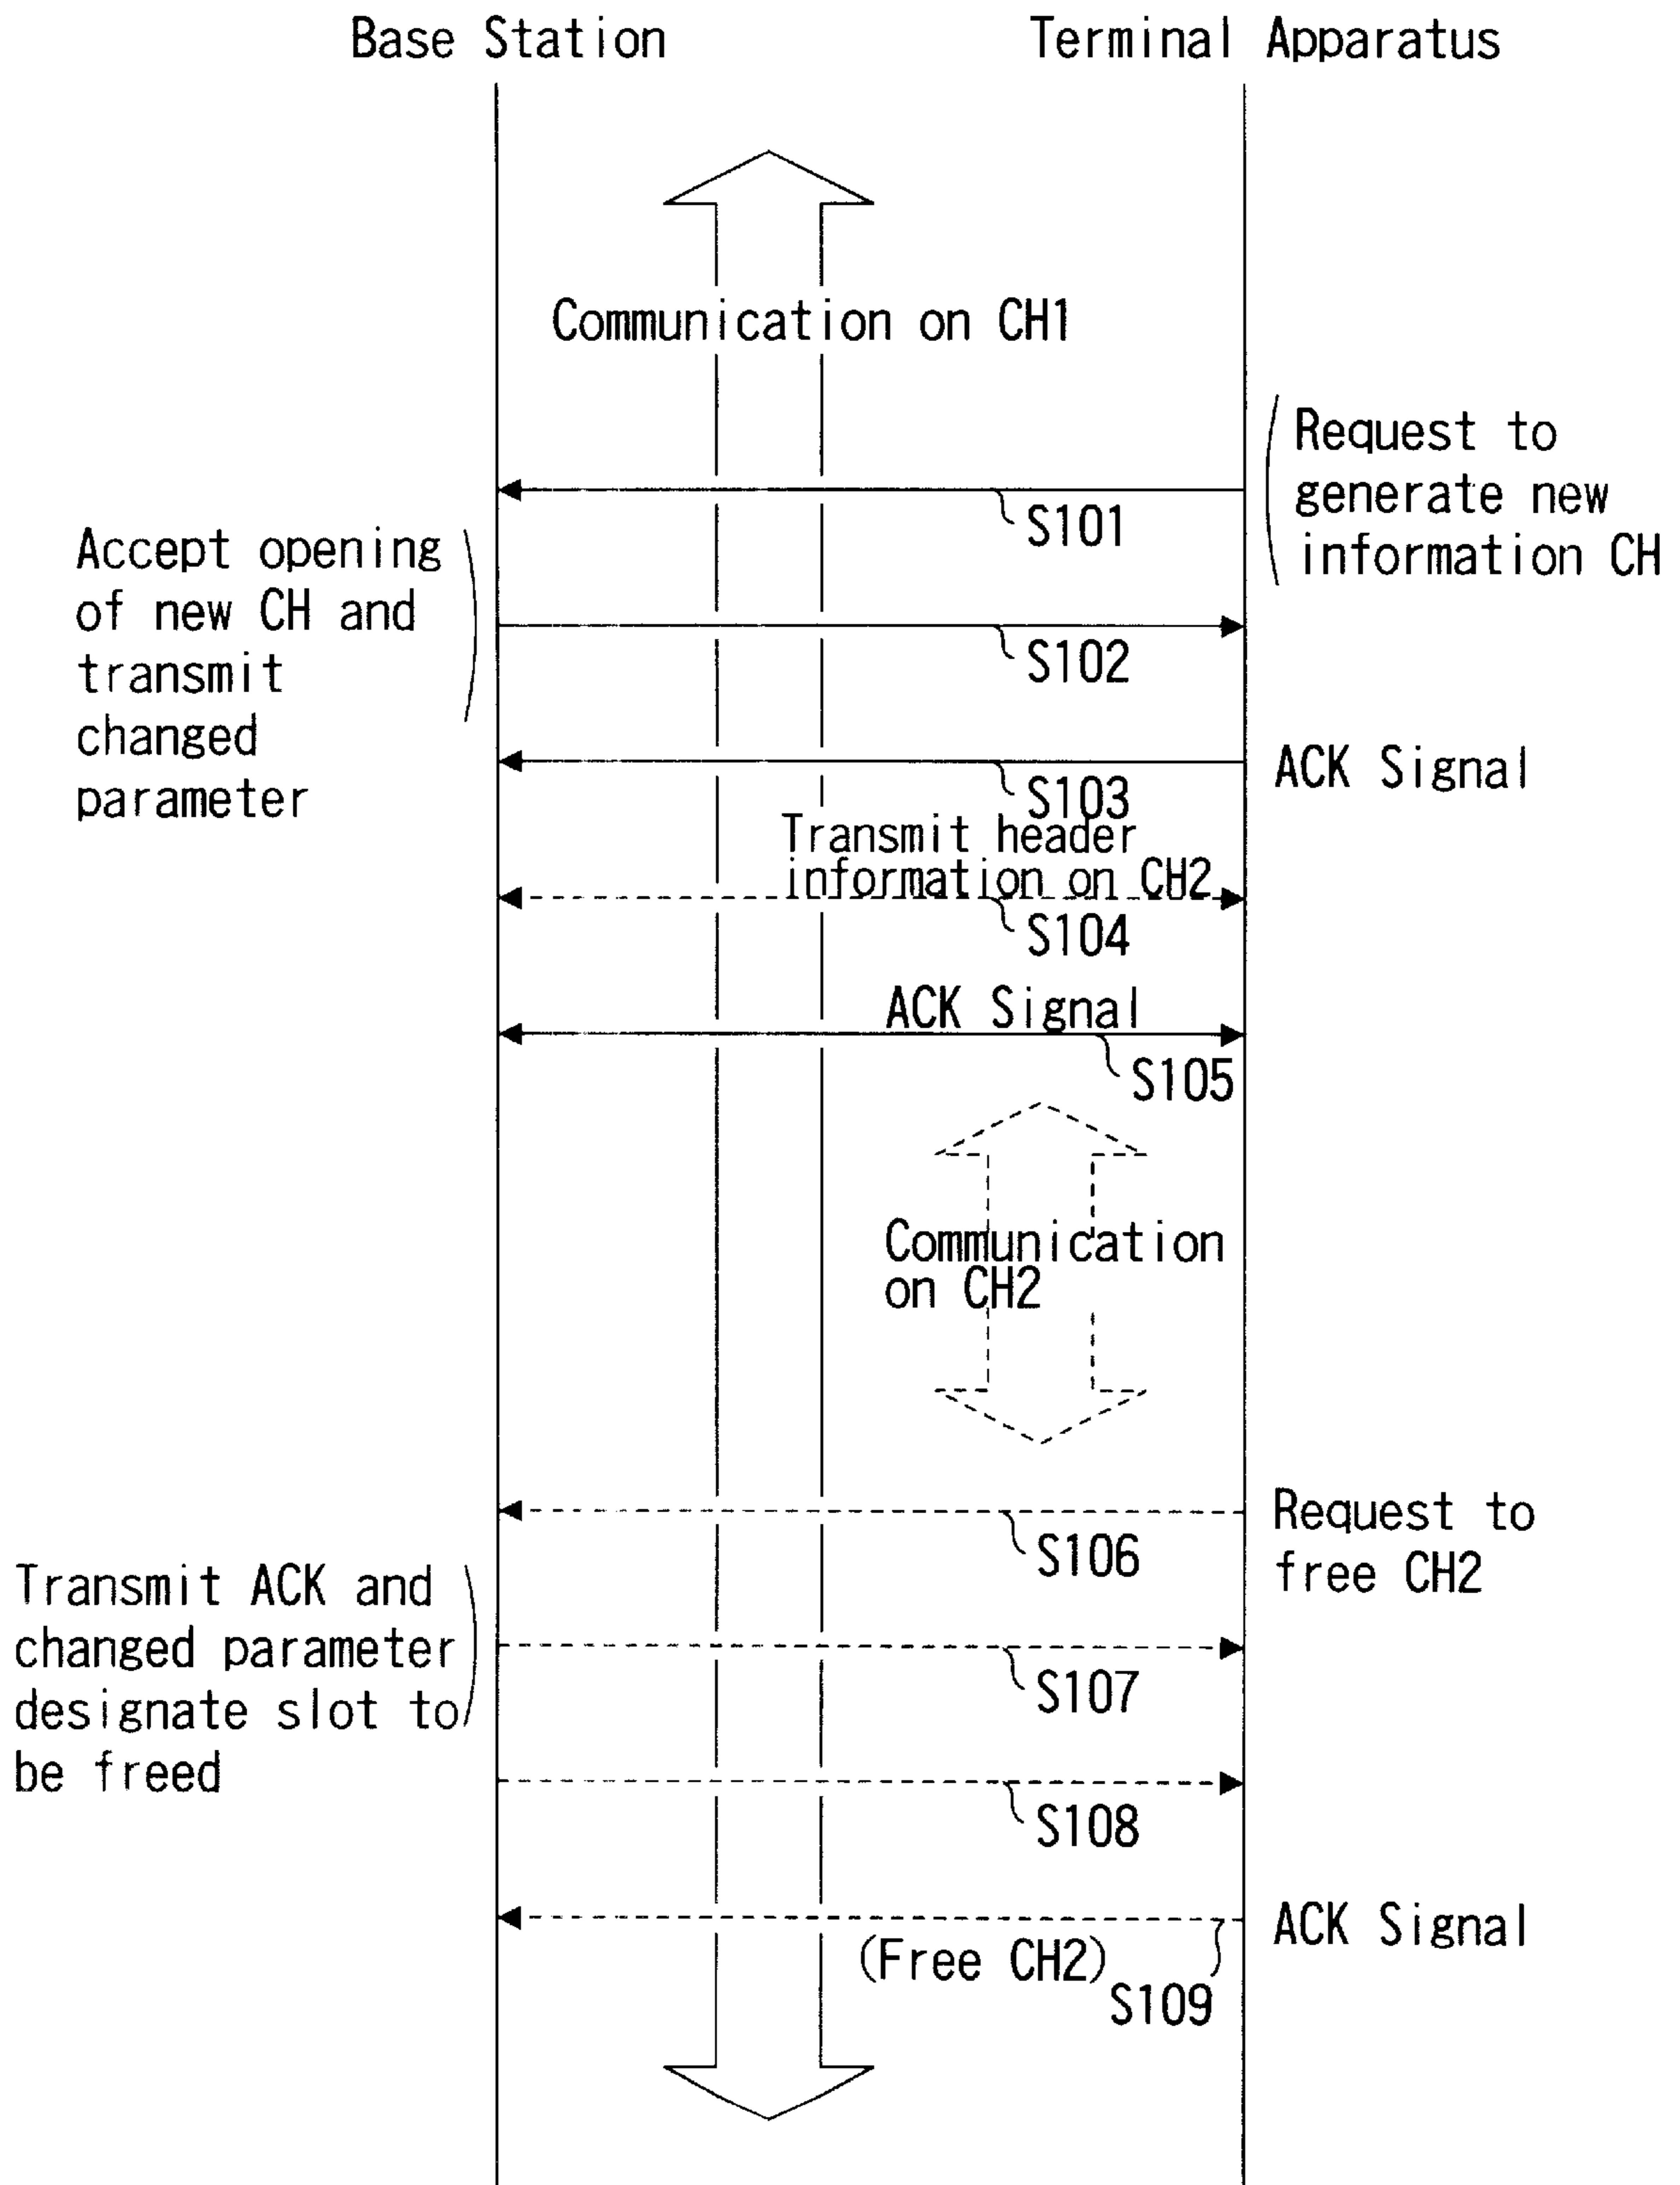 Base Station
Terminal Apparatus
Communication on CH1
Request to
generate new
information CH
S101
Accept opening
of new CH and
transmit
changed
parameter
S102
ACK Signal
S103
Transmit header
information on CH2
S104
ACK Signal
S105
Communication
on CH2
Request to
free CH2
S106
Transmit ACK and
changed parameter
designate slot to
be freed
S107
S108
ACK Signal
(Free CH2)
S109